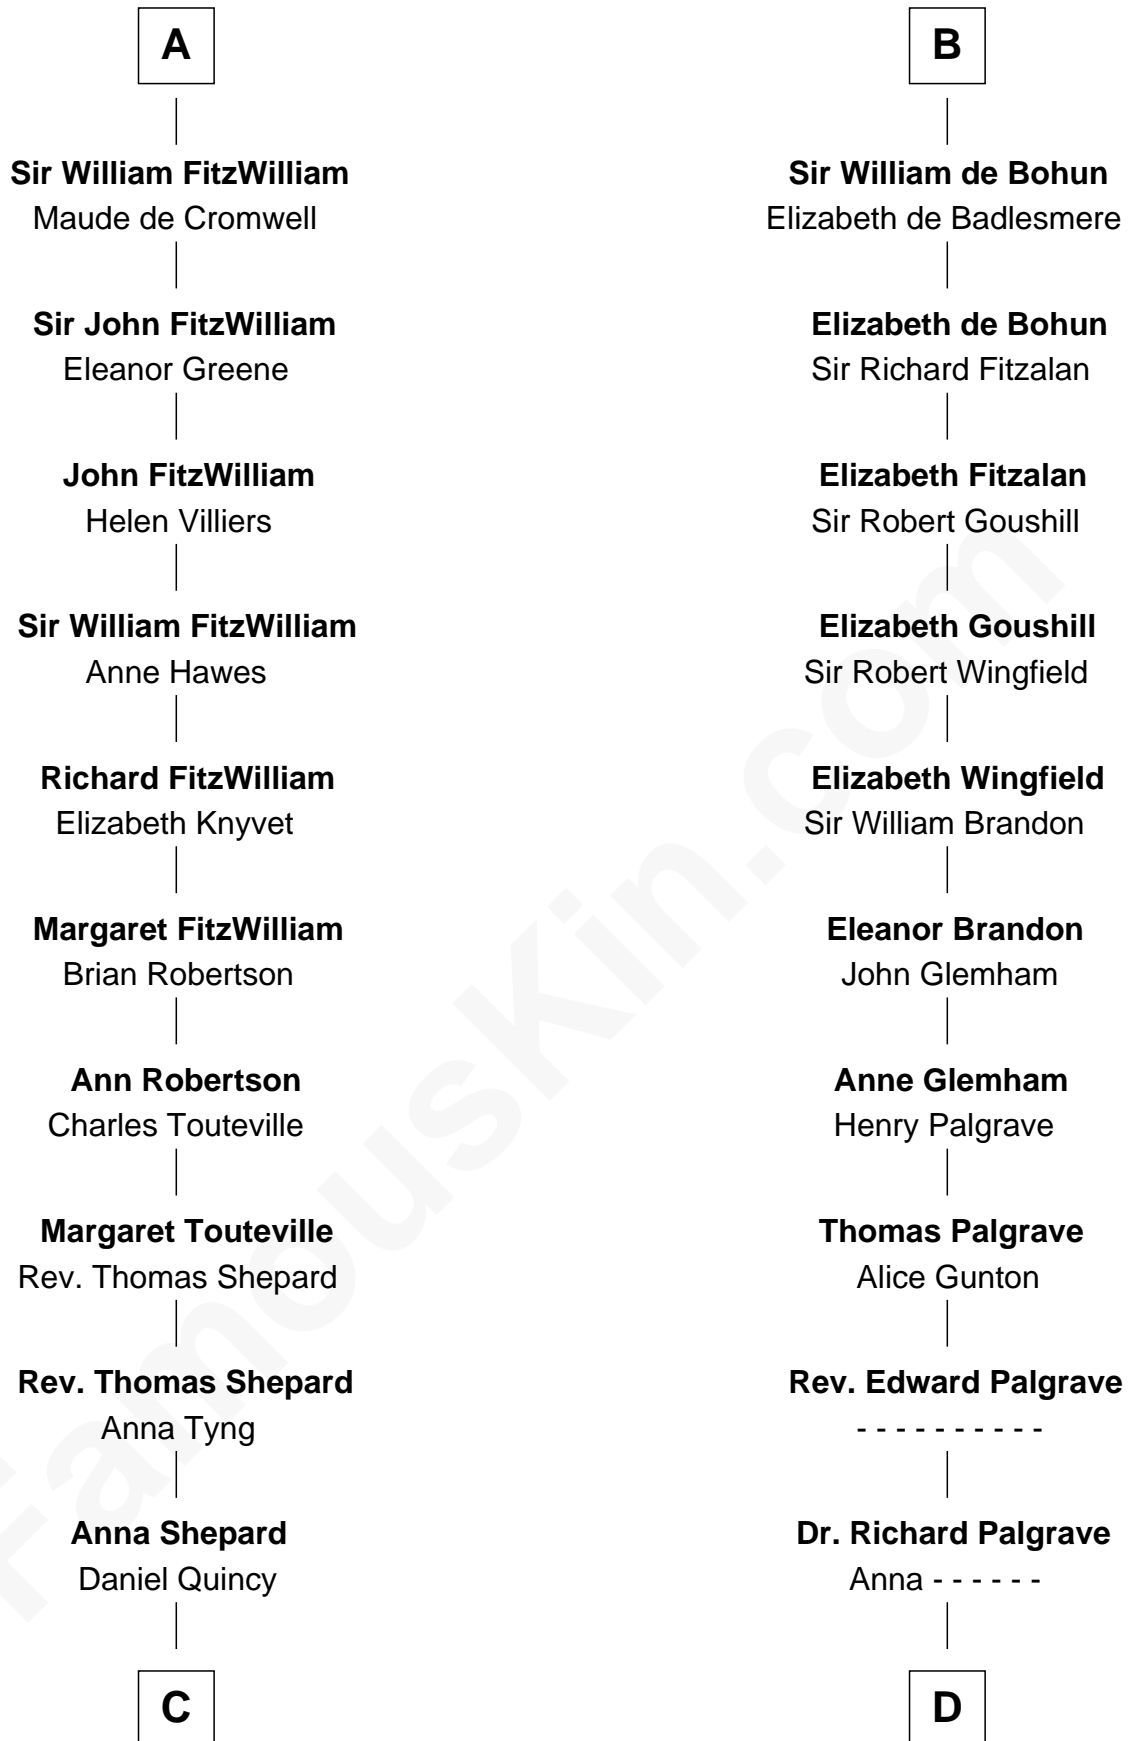 A
Sir William FitzWilliam
Maude de Cromwell
Sir John FitzWilliam
Eleanor Greene
John FitzWilliam
Helen Villiers
Sir William FitzWilliam
Anne Hawes
Richard FitzWilliam
Elizabeth Knyvet
Margaret FitzWilliam
Brian Robertson
Ann Robertson
Charles Touteville
Margaret Touteville
Rev. Thomas Shepard
Rev. Thomas Shepard
Anna Tyng
Anna Shepard
Daniel Quincy
C
B
Sir William de Bohun
Elizabeth de Badlesmere
Elizabeth de Bohun
Sir Richard Fitzalan
Elizabeth Fitzalan
Sir Robert Goushill
Elizabeth Goushill
Sir Robert Wingfield
Elizabeth Wingfield
Sir William Brandon
Eleanor Brandon
John Glemham
Anne Glemham
Henry Palgrave
Thomas Palgrave
Alice Gunton
Rev. Edward Palgrave
- - - - - - - - - -
Dr. Richard Palgrave
Anna - - - - - -
D
FamousKin.com